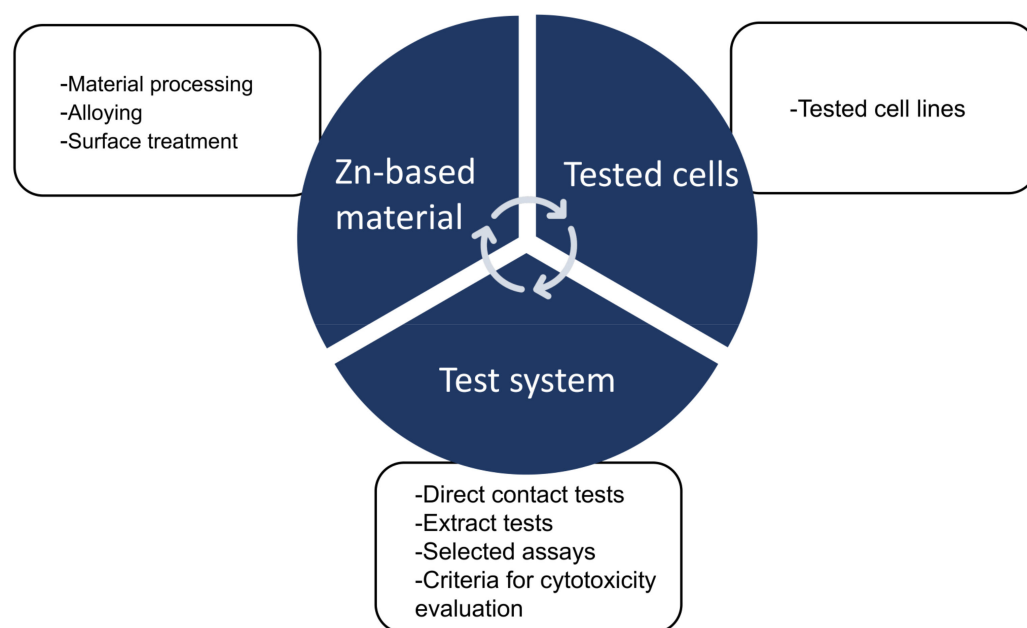 -Material processing
-Alloying
-Surface treatment
Zn-based
material
Tested cells
-Tested cell lines
Test system
-Direct contact tests
-Extract tests
-Selected assays
-Criteria for cytotoxicity
evaluation